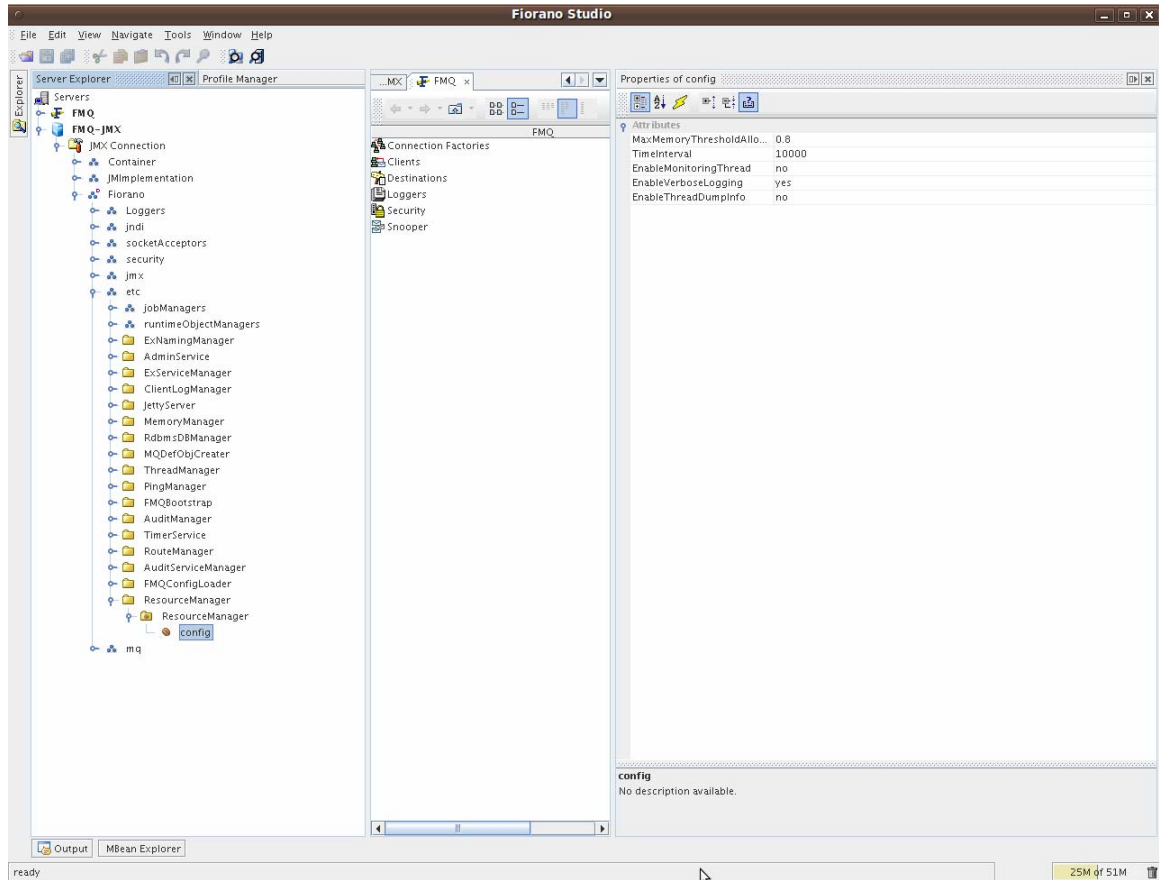 Fiorano Studio
File Edit View Navigate Tools Window Help
Explorer
Server Explorer Profile Manager
Servers
FMQ
FMQ-JMX
JMX Connection
Container
JMImplementation
Fiorano
Loggers
jndi
socketAcceptors
security
jmx
etc
jobManagers
runtimeObjectManagers
ExNamingManager
AdminService
ExServiceManager
ClientLogManager
JettyServer
MemoryManager
RdbmsDBManager
MQDefObjCreater
ThreadManager
PingManager
FMQBootstrap
AuditManager
TimerService
RouteManager
AuditServiceManager
FMQConfigLoader
ResourceManager
ResourceManager
config
mq
...MX FMQ
FMQ
Connection Factories
Clients
Destinations
Loggers
Security
Snooper
Properties of config
Attributes
MaxMemoryThresholdAllo... 0.8
TimeInterval 10000
EnableMonitoringThread no
EnableVerboseLogging yes
EnableThreadDumpInfo no
config
No description available.
Output MBean Explorer
ready
25M of 51M